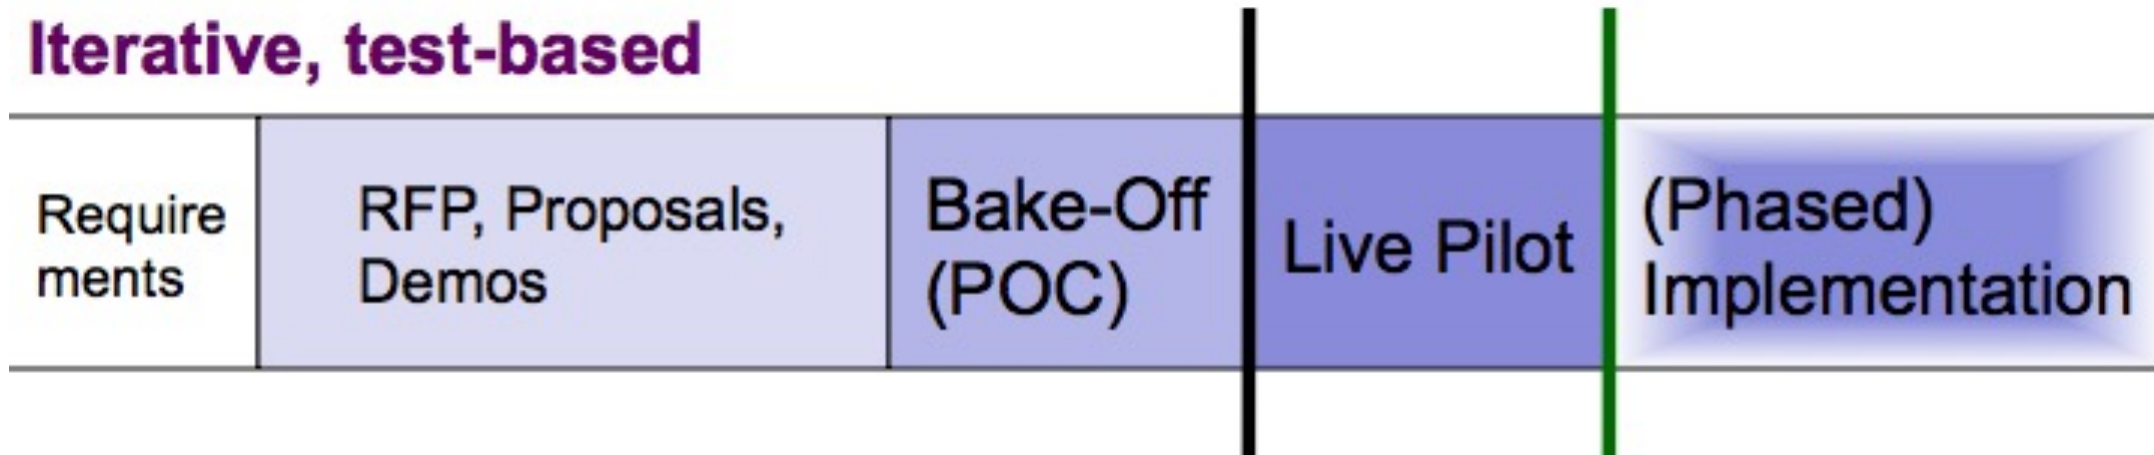 Iterative, test-based
Require
ments
RFP, Proposals,
Demos
Bake-Off
(POC)
Live Pilot
(Phased)
Implementation